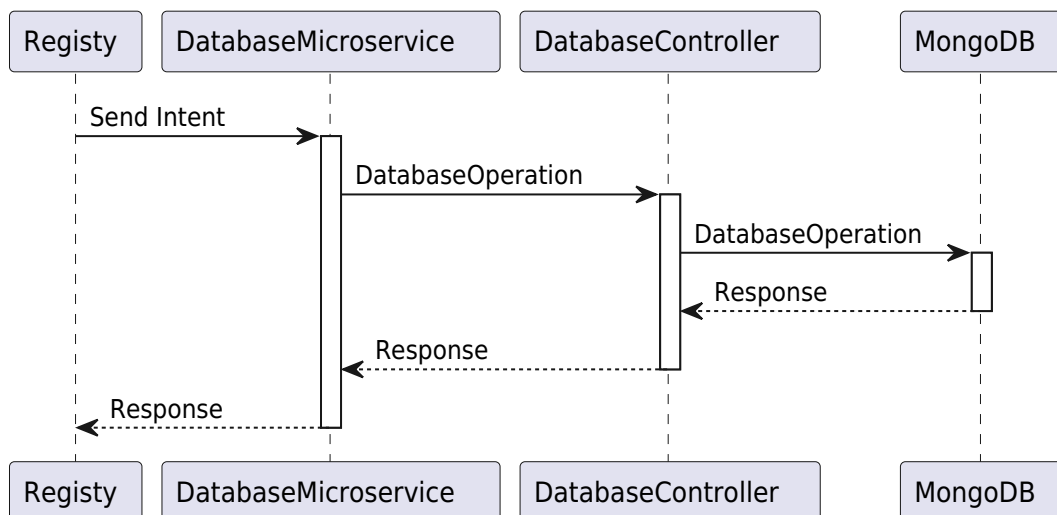 Registy DatabaseMicroservice DatabaseController MongoDB
Send Intent
DatabaseOperation
DatabaseOperation
Response
Response
Response
Registy DatabaseMicroservice DatabaseController MongoDB